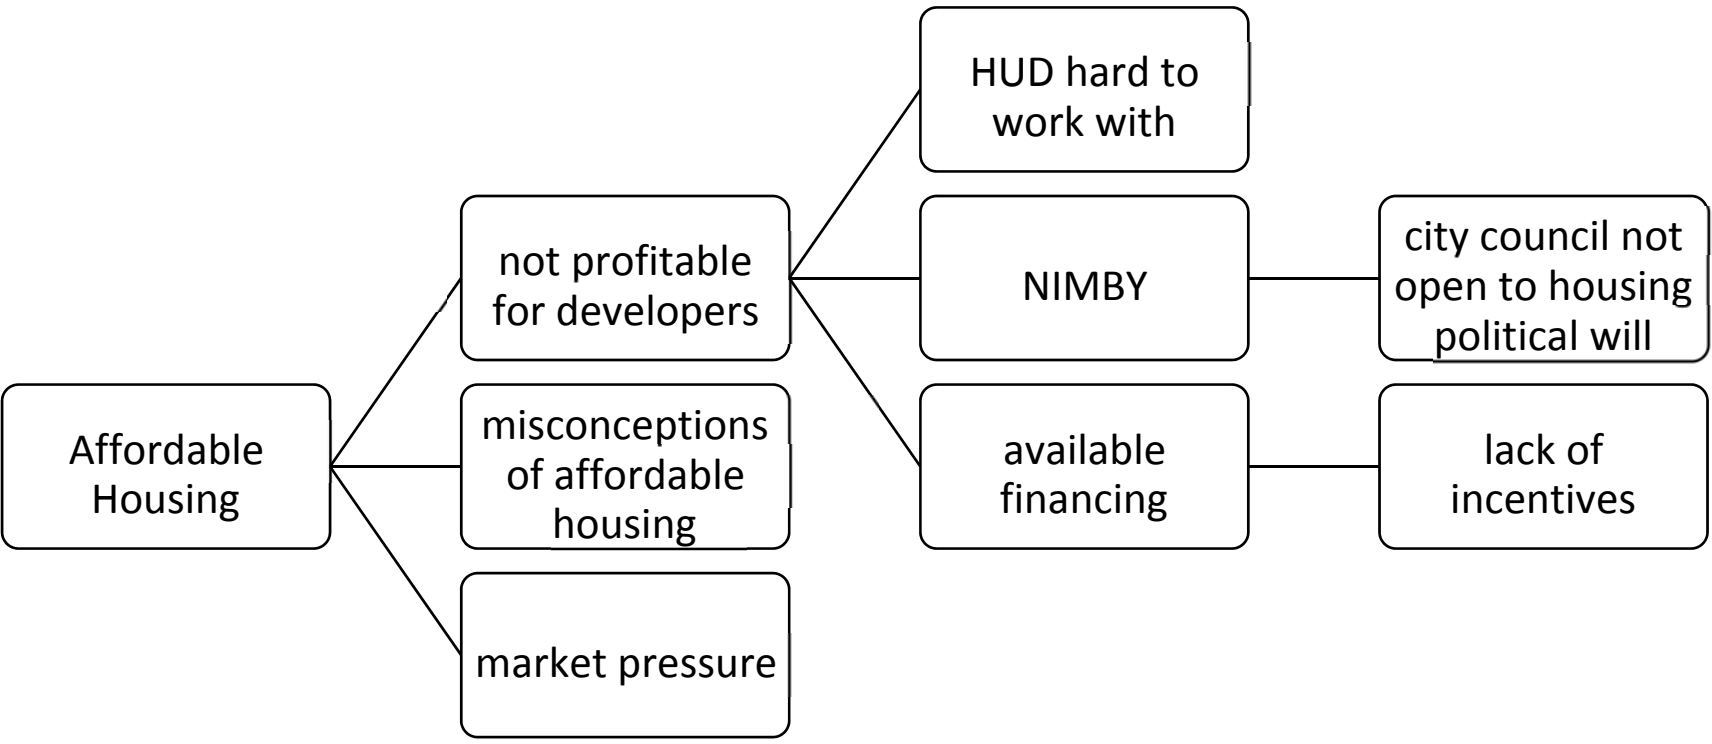 HUD hard to
work with
not profitable
for developers
NIMBY
city council not
open to housing
political will
Affordable
Housing
misconceptions
of affordable
housing
available
financing
lack of
incentives
market pressure